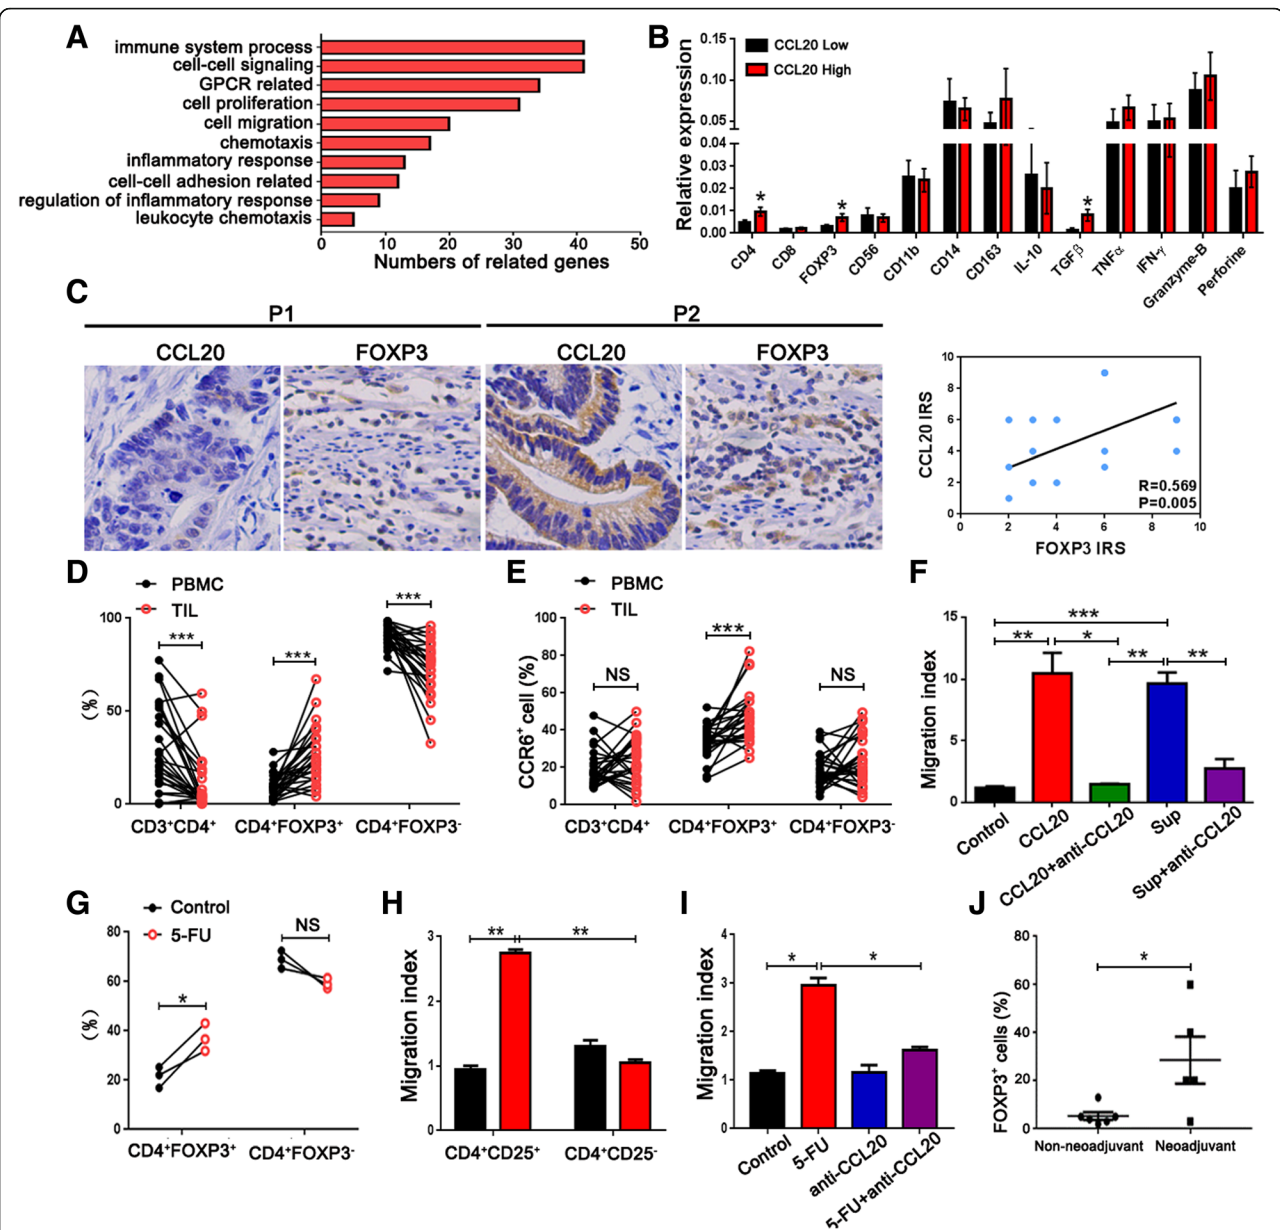 A
immune system process
cell-cell signaling
GPCR related
cell proliferation
cell migration
chemotaxis
inflammatory response
cell-cell adhesion related
regulation of inflammatory response
leukocyte chemotaxis
0 10 20 30 40 50
Numbers of related genes
B
Relative expression
0.15
0.10
0.05
0.04
0.02
0.010
0.005
0.000
CCL20 Low
CCL20 High
*
*
*
CD4 CD8 FOXP3 CD56 CD11b CD14 CD163 IL-10 TGFβ TNFα IFN-γ Granzyme-B Perforine
C
P1 P2
CCL20 FOXP3 CCL20 FOXP3
CCL20 IRS
10
8
6
4
2
0
R=0.569
P=0.005
0 2 4 6 8 10
FOXP3 IRS
D
PBMC
TIL
(%)
100
50
0
*** *** ***
CD3⁺CD4⁺ CD4⁺FOXP3⁺ CD4⁺FOXP3⁻
E
PBMC
TIL
CCR6⁺ cell (%)
100
80
60
40
20
0
NS *** NS
CD3⁺CD4⁺ CD4⁺FOXP3⁺ CD4⁺FOXP3⁻
F
Migration index
15
10
5
0
***
** * ** **
Control CCL20 CCL20+anti-CCL20 Sup Sup+anti-CCL20
G
Control
5-FU
(%)
80
60
40
20
0
* NS
CD4⁺FOXP3⁺ CD4⁺FOXP3⁻
H
Migration index
3
2
1
0
** **
CD4⁺CD25⁺ CD4⁺CD25⁻
I
Migration index
4
3
2
1
0
* *
Control 5-FU anti-CCL20 5-FU+anti-CCL20
J
FOXP3⁺ cells (%)
80
60
40
20
0
*
Non-neoadjuvant Neoadjuvant